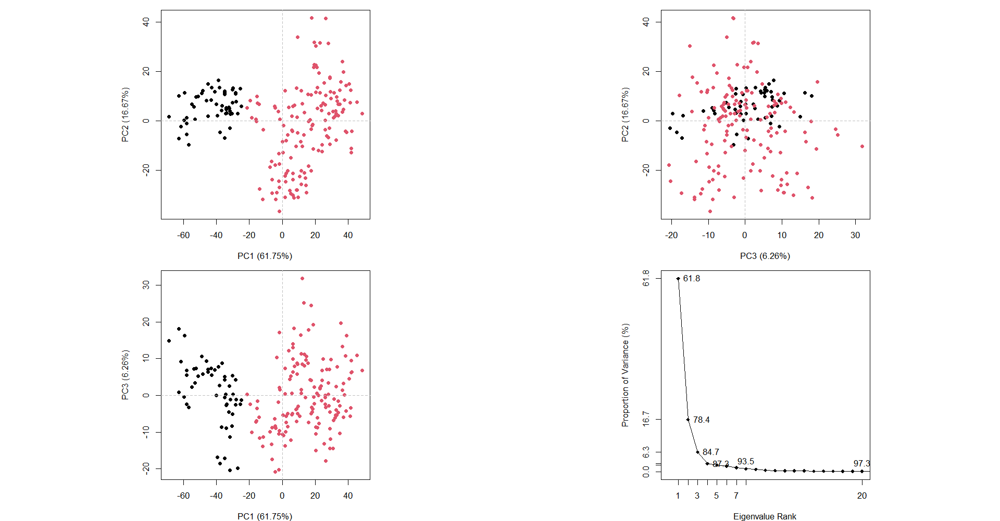 40
20
0
-20
PC2 (16.67%)
-60 -40 -20 0 20 40
PC1 (61.75%)
40
20
0
-20
PC2 (16.67%)
-20 -10 0 10 20 30
PC3 (6.26%)
30
20
10
0
-10
-20
PC3 (6.26%)
-60 -40 -20 0 20 40
PC1 (61.75%)
61.8
16.7
6.3
0.0
Proportion of Variance (%)
61.8
78.4
84.7
87.3
93.5
97.3
1 3 5 7 20
Eigenvalue Rank